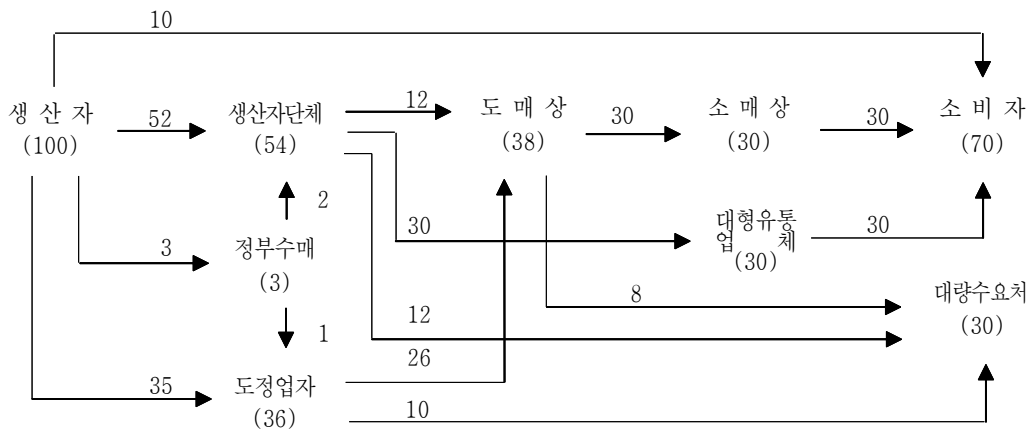 10
생 산 자
(100)
52
생산자단체
(54)
12
도 매 상
(38)
30
소 매 상
(30)
30
소 비 자
(70)
2
3
정부수매
(3)
30
대형유통
업 체
(30)
30
8
대량수요처
(30)
1
12
26
35
도정업자
(36)
10